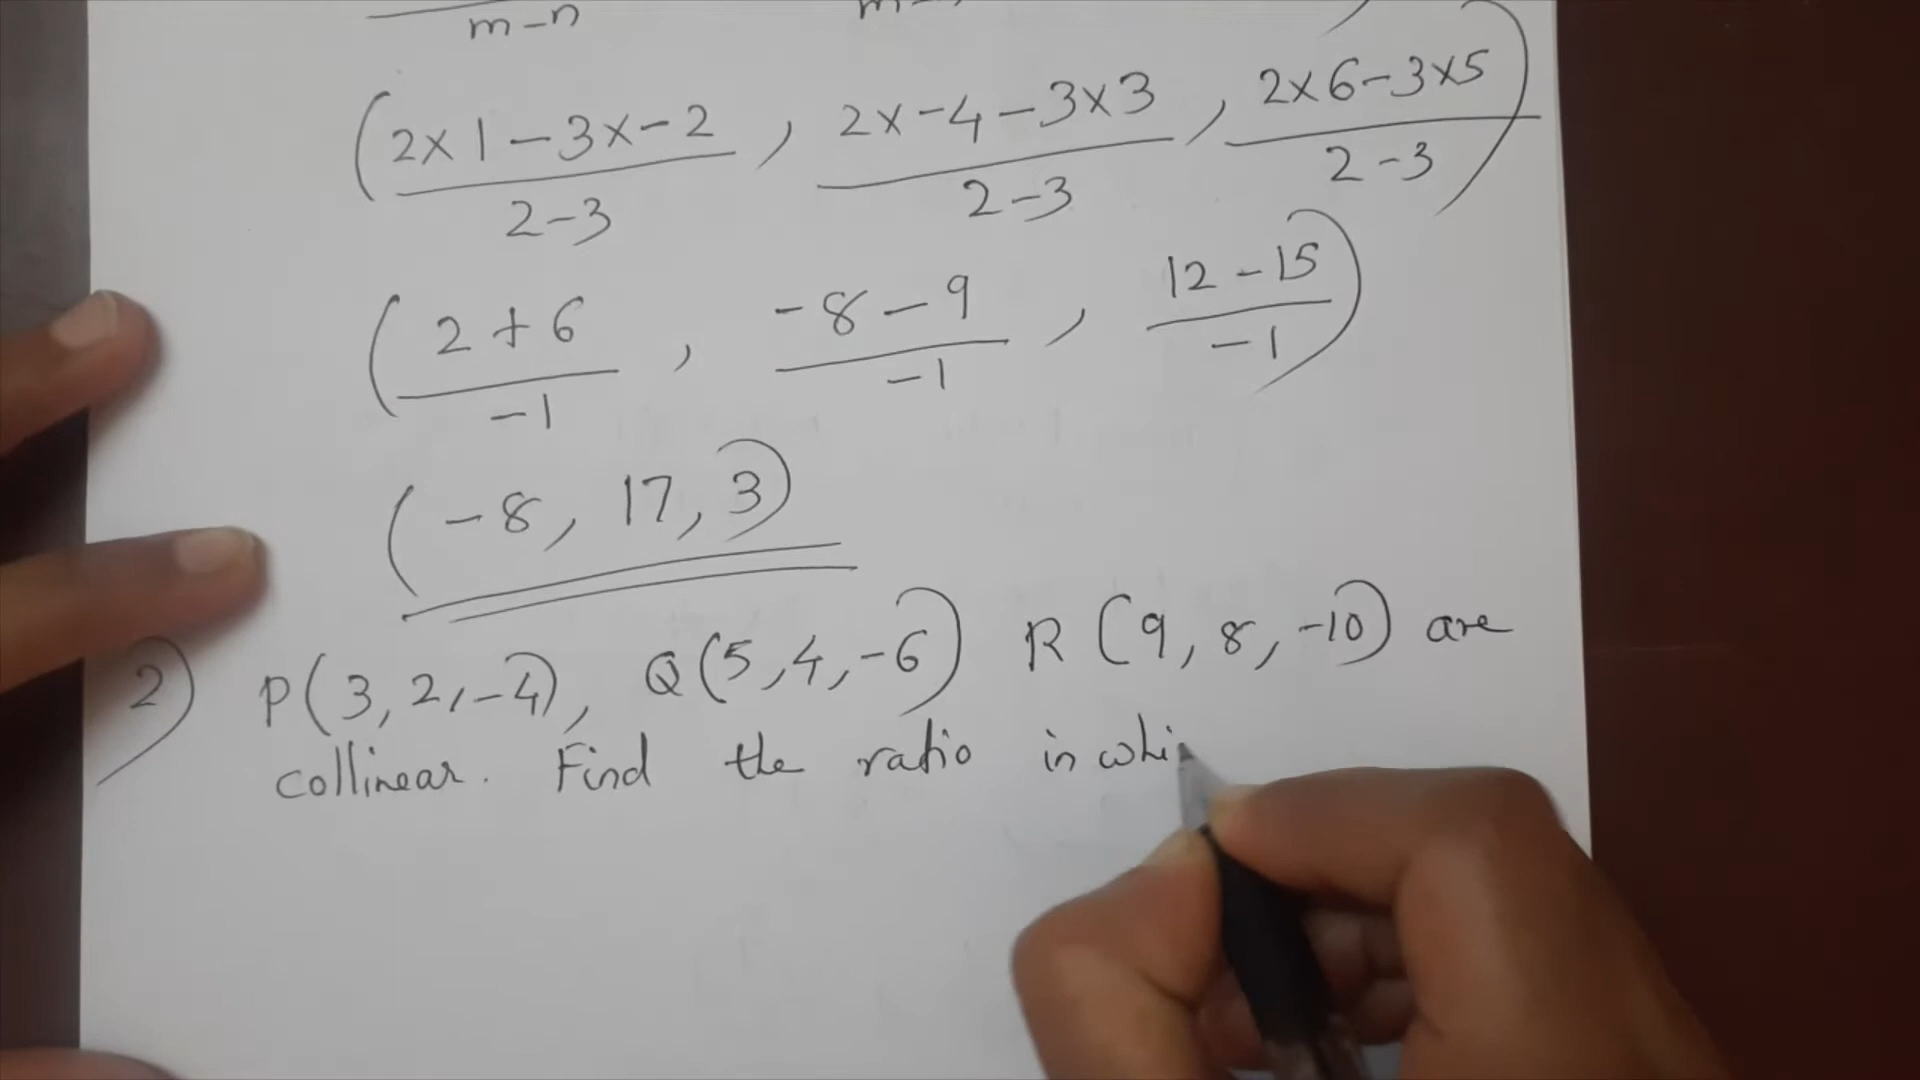 m-n
(2×1-3×-2/2-3, 2×-4-3×3/2-3, 2×6-3×5/2-3)
(2+6/-1, -8-9/-1, 12-15/-1)
(-8, 17, 3)
2) P(3, 2, -4), Q(5,4,-6) R(9, 8, -10) are
collinear. Find the ratio in whi